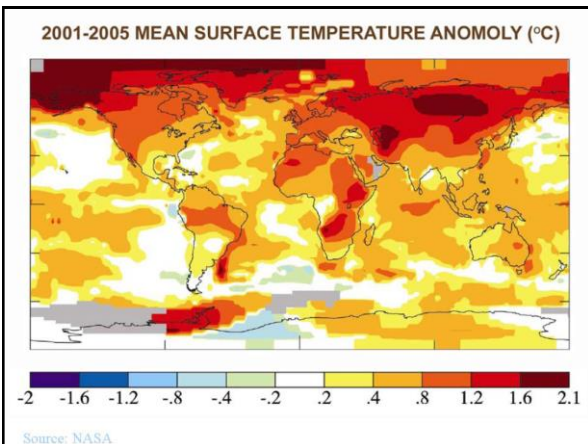 2001-2005 MEAN SURFACE TEMPERATURE ANOMOLY (°C)
-2 -1.6 -1.2 -.8 -.4 -.2 .2 .4 .8 1.2 1.6 2.1
Source: NASA